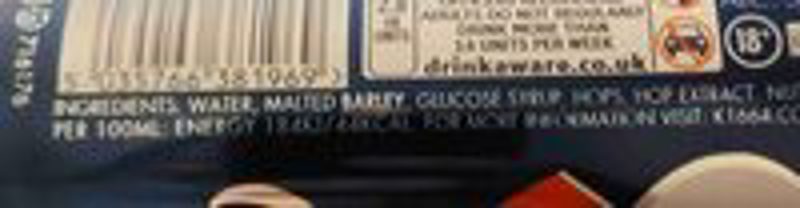 ADULTS DO NOT REGULARLY
UNITS
DRINK MORE THAN
14 UNITS PER WEEK
drinkaware.co.uk
18+
5 035766 381969 >
INGREDIENTS: WATER, MALTED BARLEY, GLUCOSE SYRUP, HOPS, HOP EXTRACT.
PER 100ML: ENERGY FOR MORE INFORMATION VISIT: K1664.CO